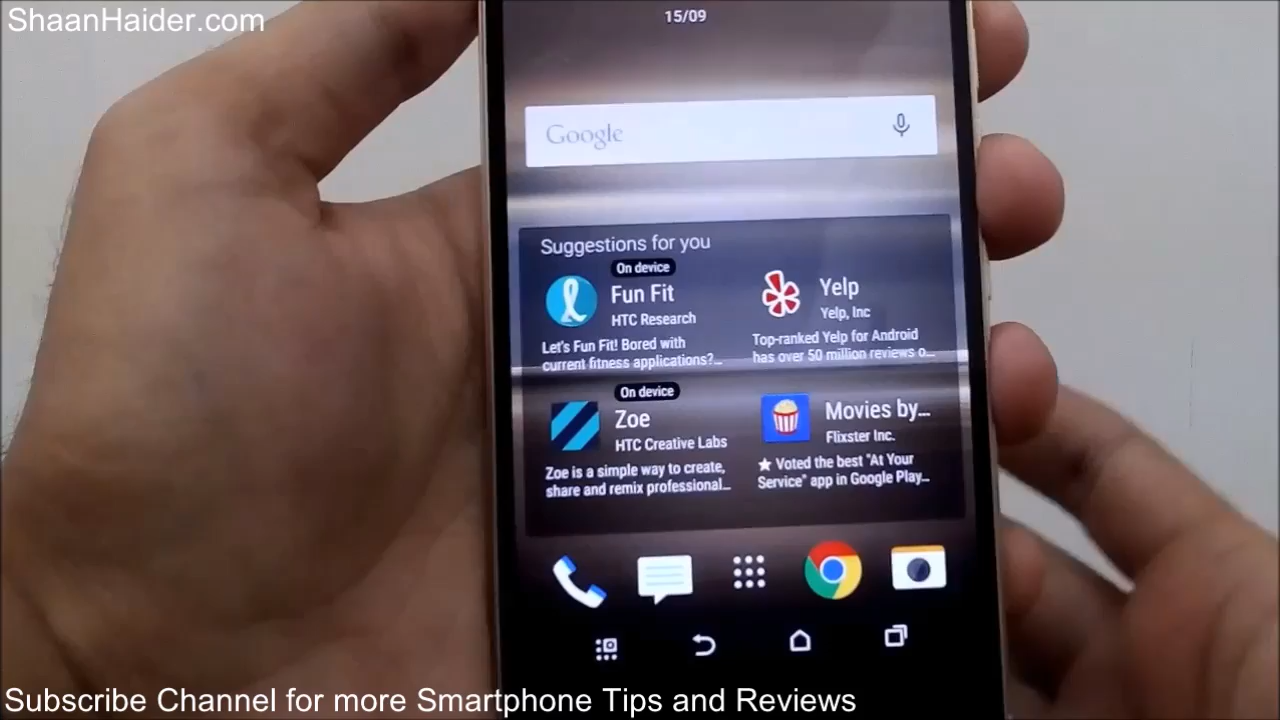 ShaanHaider.com
15/09
Google
Suggestions for you
On device
Fun Fit
HTC Research
Let's Fun Fit! Bored with
current fitness applications?...
Yelp
Yelp, Inc
Top-ranked Yelp for Android
has over 50 million reviews o...
On device
Zoe
HTC Creative Labs
Zoe is a simple way to create,
share and remix professional...
Movies by...
Flixster Inc.
★ Voted the best "At Your
Service" app in Google Play...
Subscribe Channel for more Smartphone Tips and Reviews